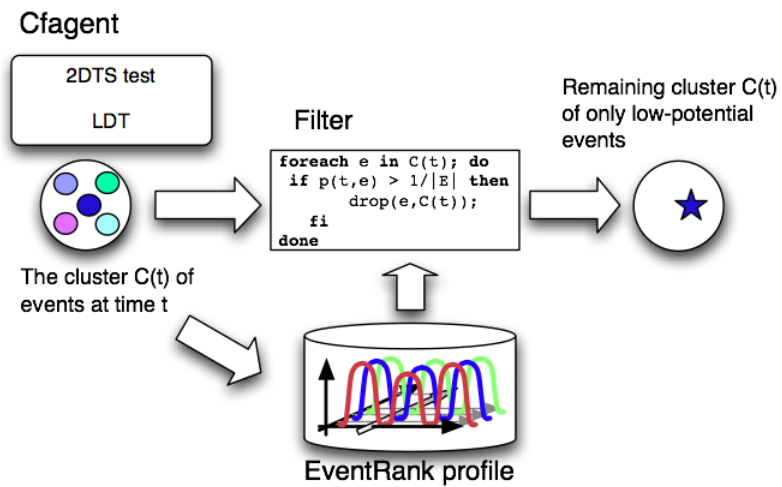 Cfagent
2DTS test
LDT
The cluster C(t) of
events at time t
Filter
foreach e in C(t); do
if p(t,e) > 1/|E| then
drop(e,C(t));
fi
done
Remaining cluster C(t)
of only low-potential
events
EventRank profile